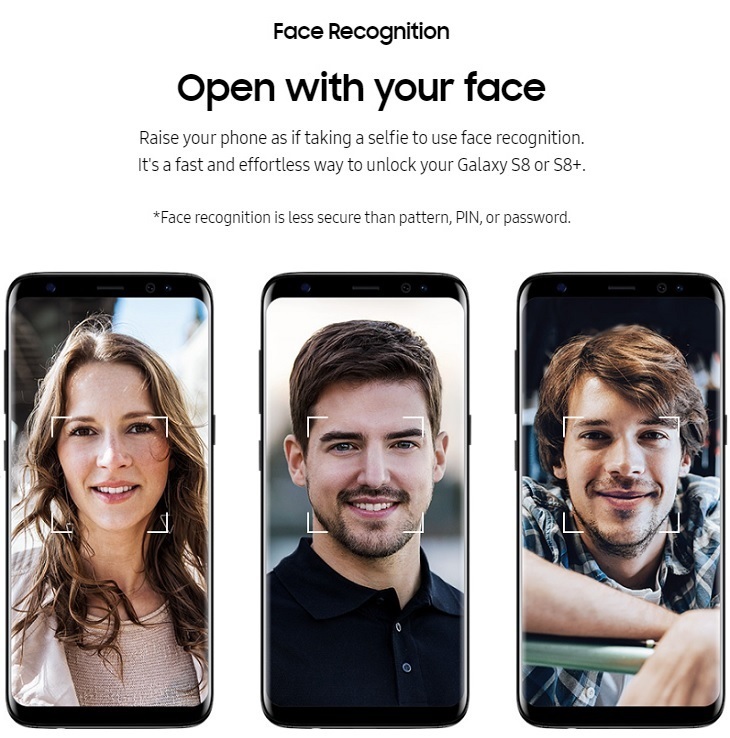 Face Recognition
Open with your face
Raise your phone as if taking a selfie to use face recognition.
It's a fast and effortless way to unlock your Galaxy S8 or S8+.
*Face recognition is less secure than pattern, PIN, or password.